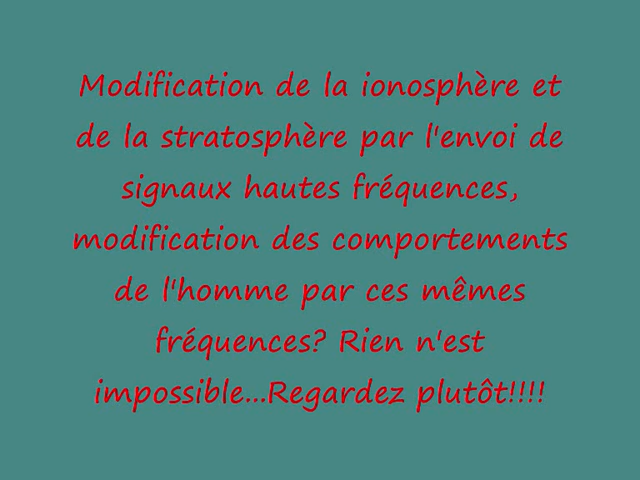 Modification de la ionosphère et
de la stratosphère par l'envoi de
signaux hautes fréquences,
modification des comportements
de l'homme par ces mêmes
fréquences? Rien n'est
impossible...Regardez plutôt!!!!